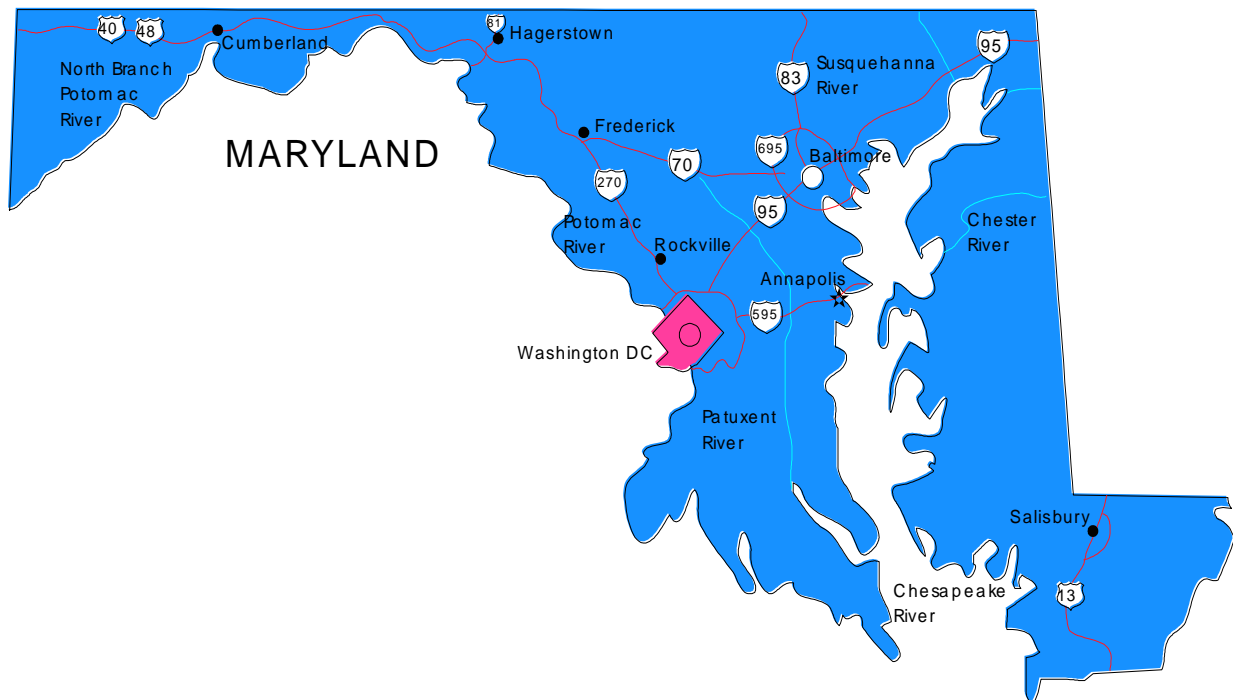 40
48
Cumberland
81
Hagerstown
95
North Branch
Potomac
River
83
Susquehanna
River
MARYLAND
Frederick
695
Baltimore
70
270
95
Potomac
River
Chester
River
Rockville
Annapolis
595
Washington DC
Patuxent
River
Salisbury
Chesapeake
River
13